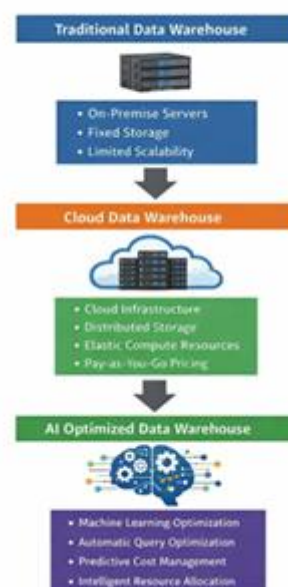 Traditional Data Warehouse
• On-Premise Servers
• Fixed Storage
• Limited Scalability
Cloud Data Warehouse
• Cloud Infrastructure
• Distributed Storage
• Elastic Compute Resources
• Pay-as-You-Go Pricing
AI Optimized Data Warehouse
• Machine Learning Optimization
• Automatic Query Optimization
• Predictive Cost Management
• Intelligent Resource Allocation